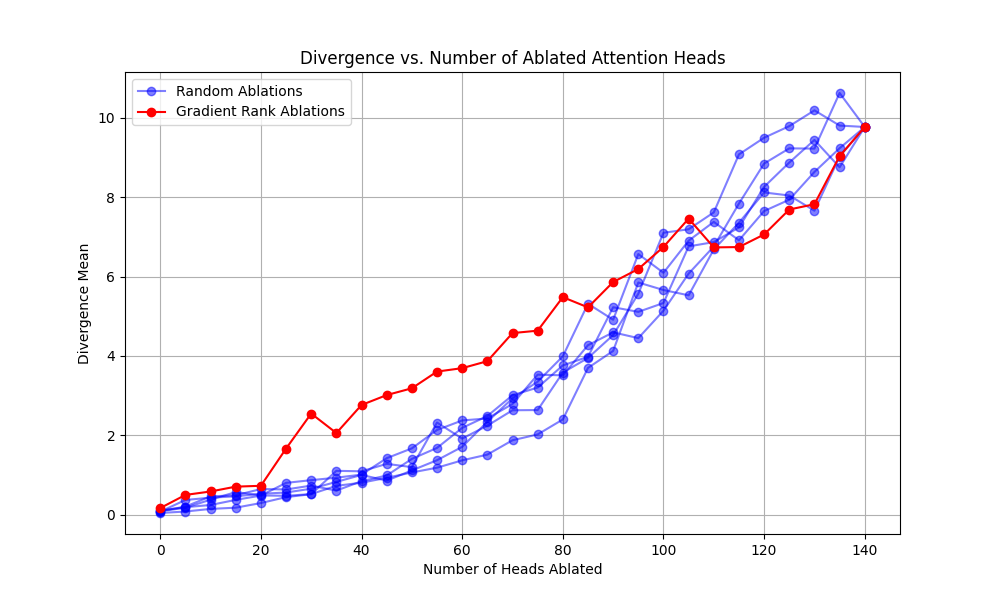 Divergence vs. Number of Ablated Attention Heads
Random Ablations
Gradient Rank Ablations
Divergence Mean
10
8
6
4
2
0
0 20 40 60 80 100 120 140
Number of Heads Ablated